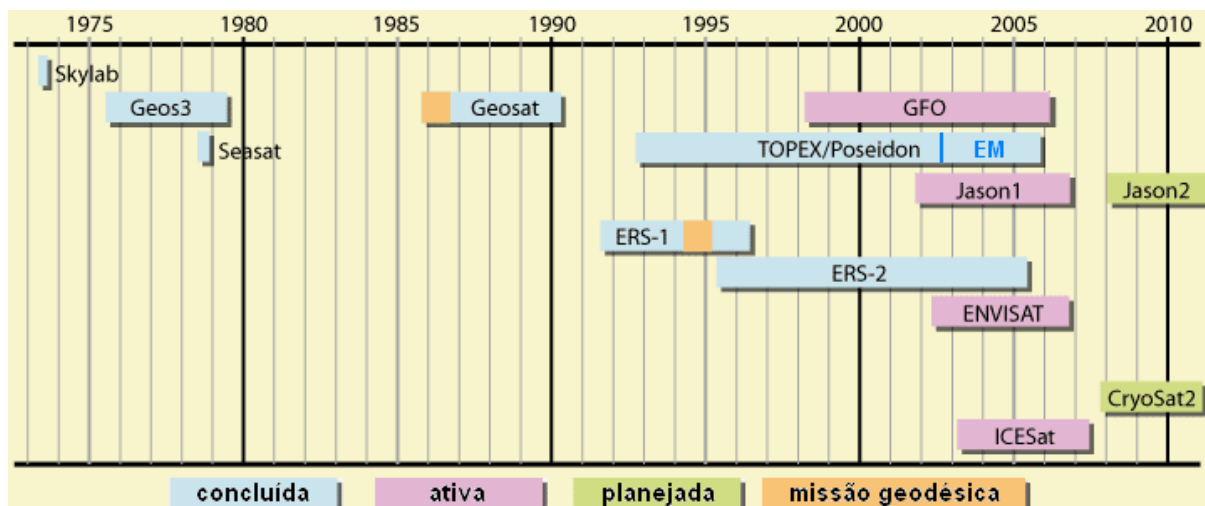 1975 1980 1985 1990 1995 2000 2005 2010
Skylab
Geos3 Geosat GFO
Seasat TOPEX/Poseidon EM
Jason1 Jason2
ERS-1
ERS-2
ENVISAT
CryoSat2
ICESat
concluída ativa planejada missão geodésica